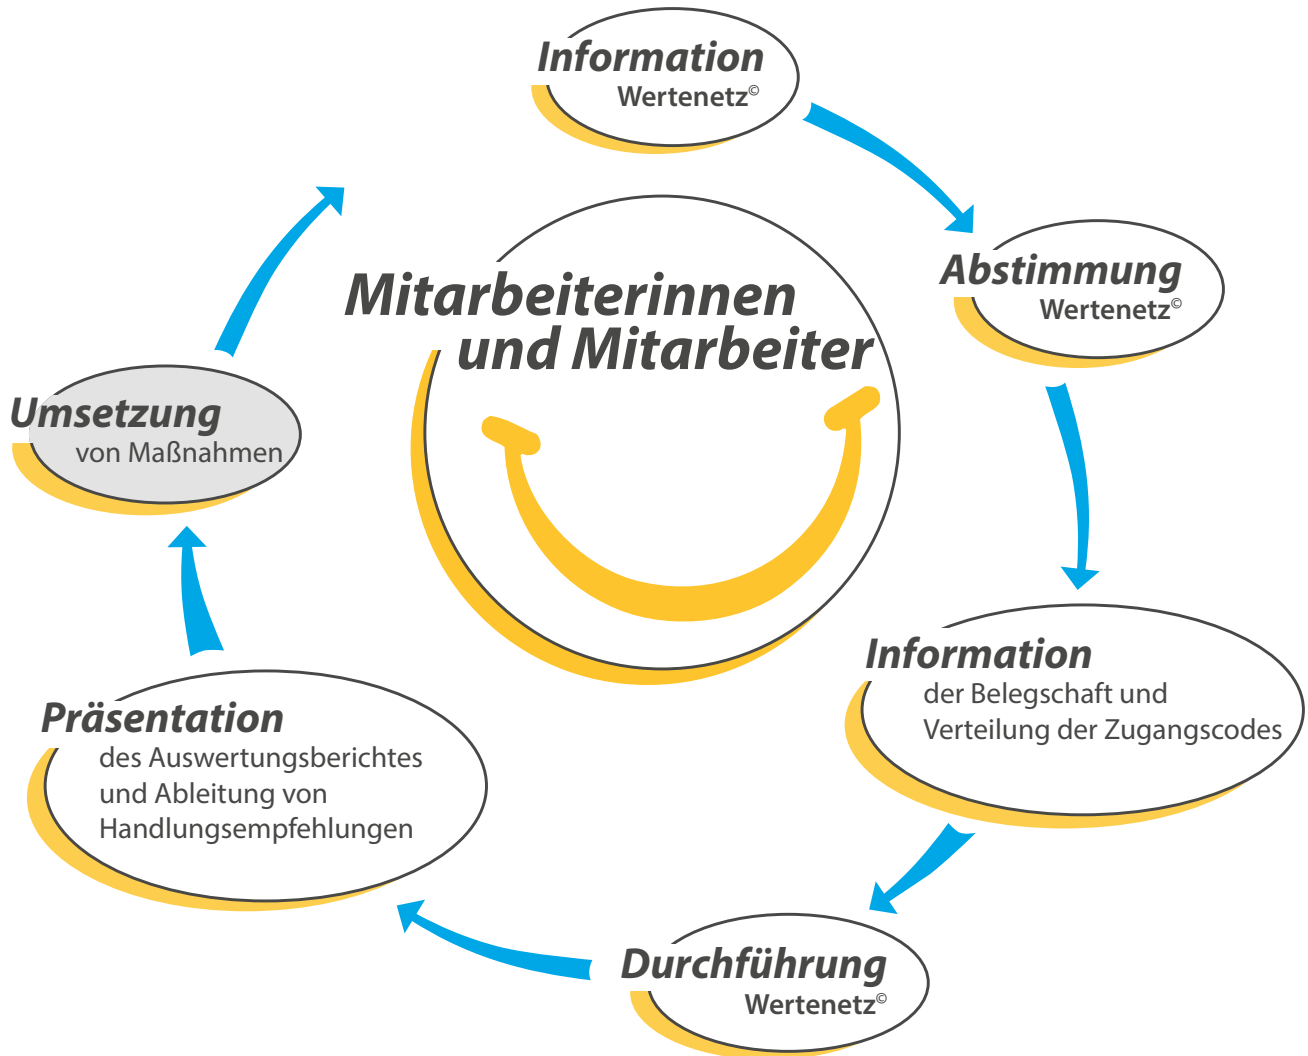 Information
Wertenetz©
Abstimmung
Wertenetz©
Mitarbeiterinnen
und Mitarbeiter
Umsetzung
von Maßnahmen
Information
der Belegschaft und
Verteilung der Zugangscodes
Präsentation
des Auswertungsberichtes
und Ableitung von
Handlungsempfehlungen
Durchführung
Wertenetz©